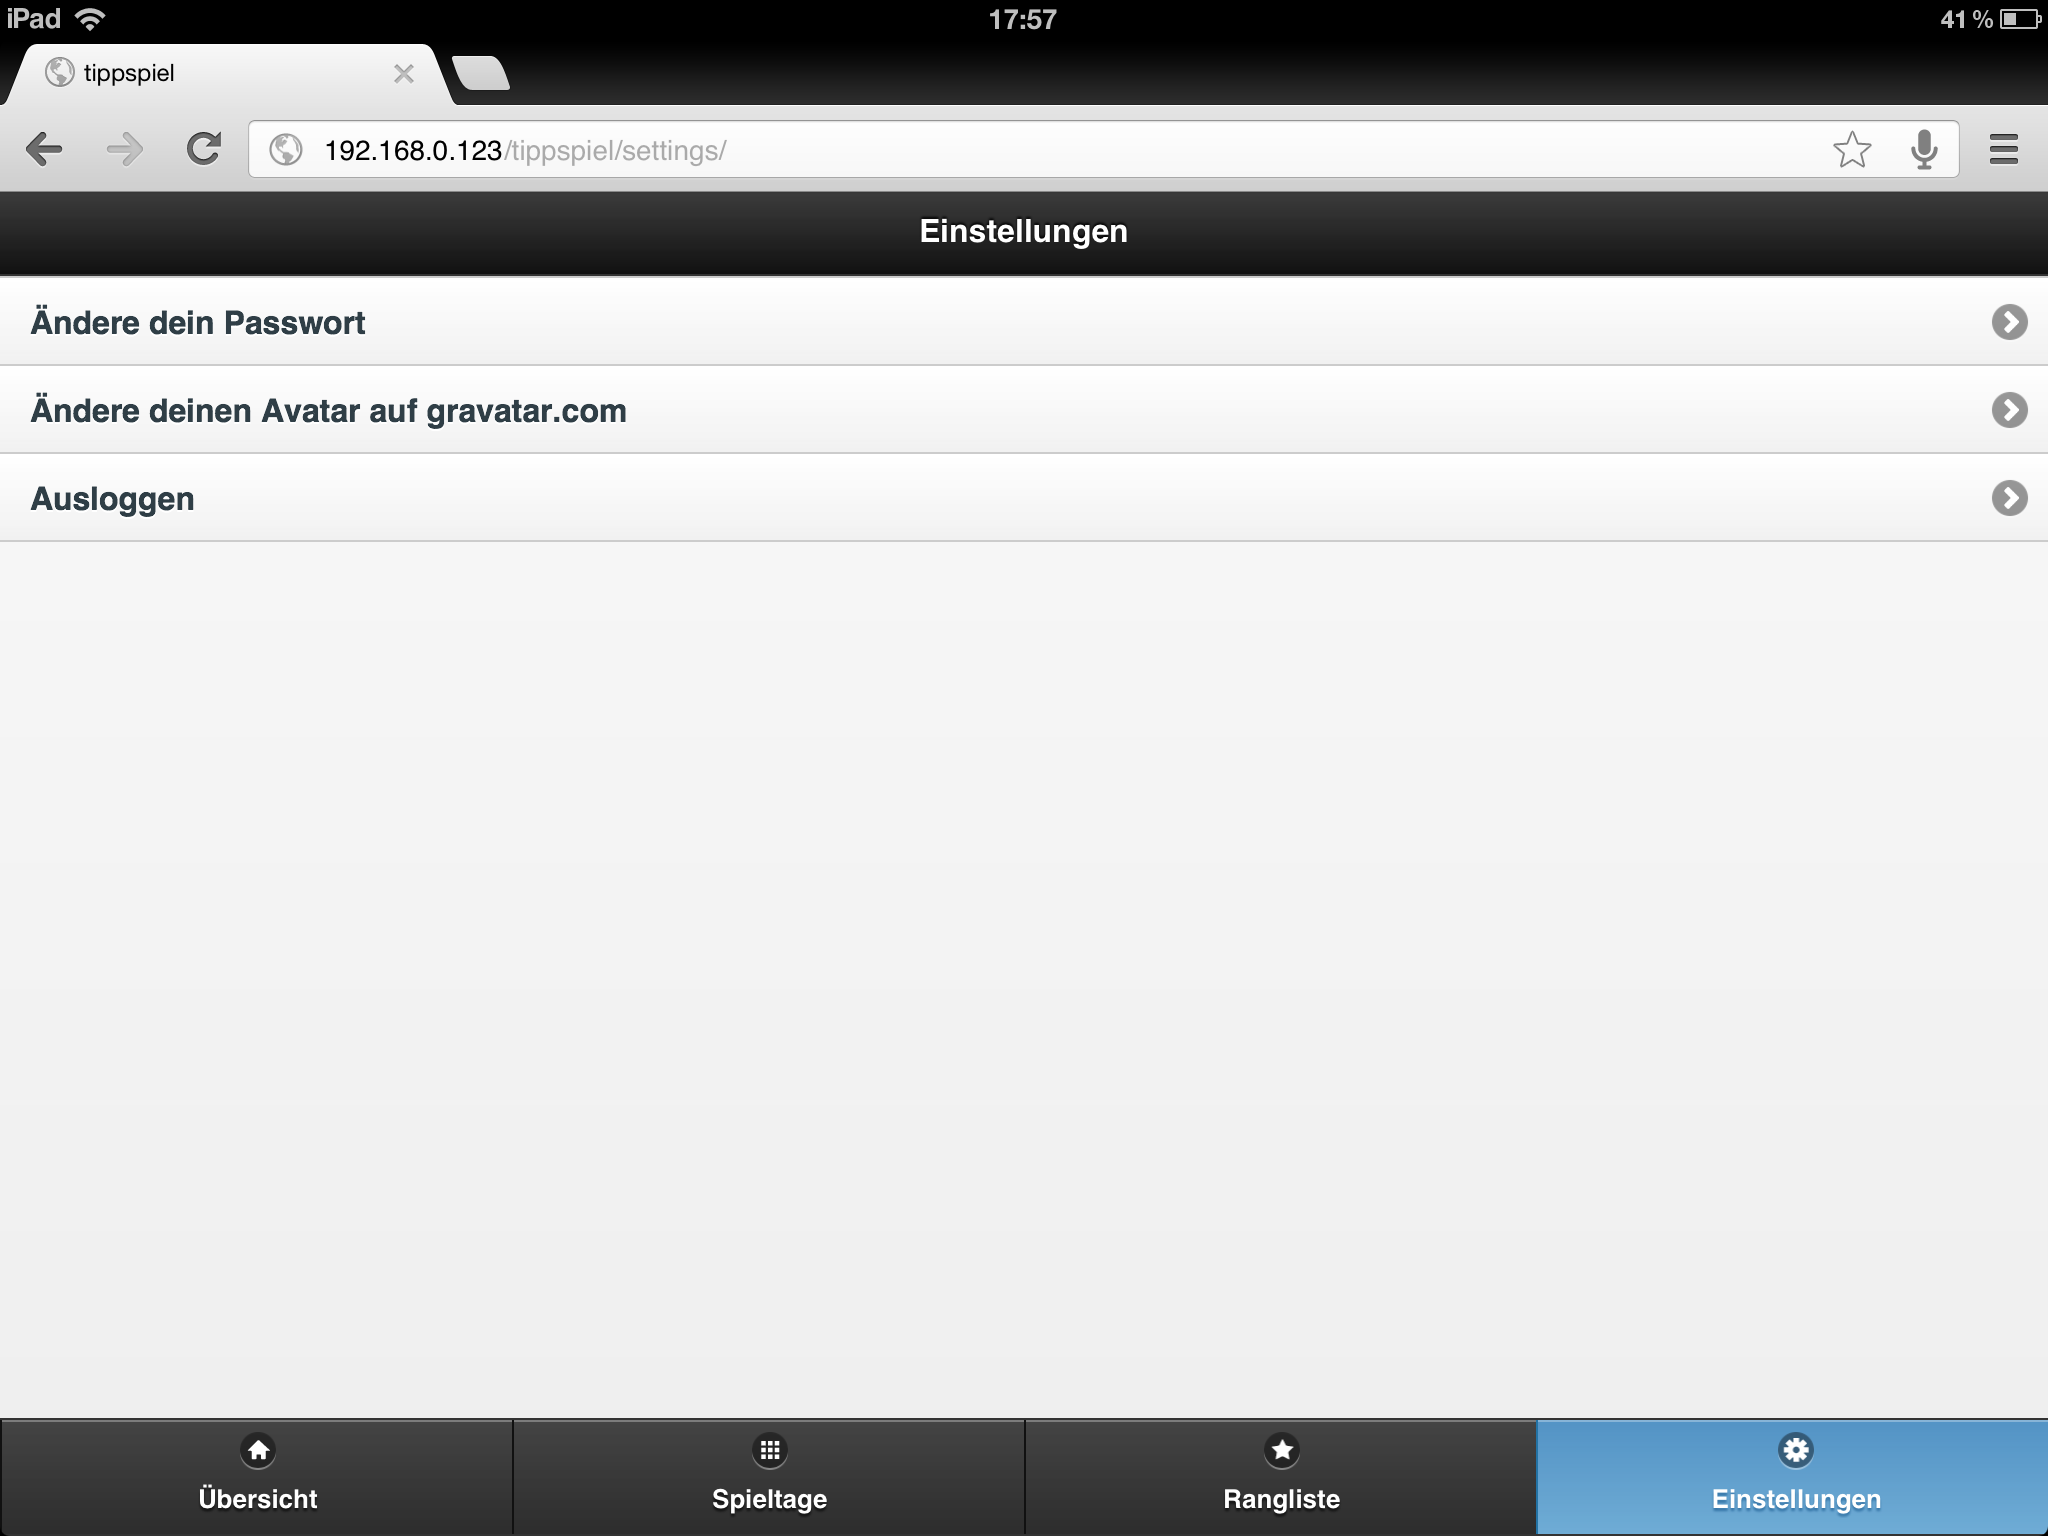 iPad 17:57 41 %
tippspiel
192.168.0.123/tippspiel/settings/
Einstellungen
Ändere dein Passwort
Ändere deinen Avatar auf gravatar.com
Ausloggen
Übersicht Spieltage Rangliste Einstellungen